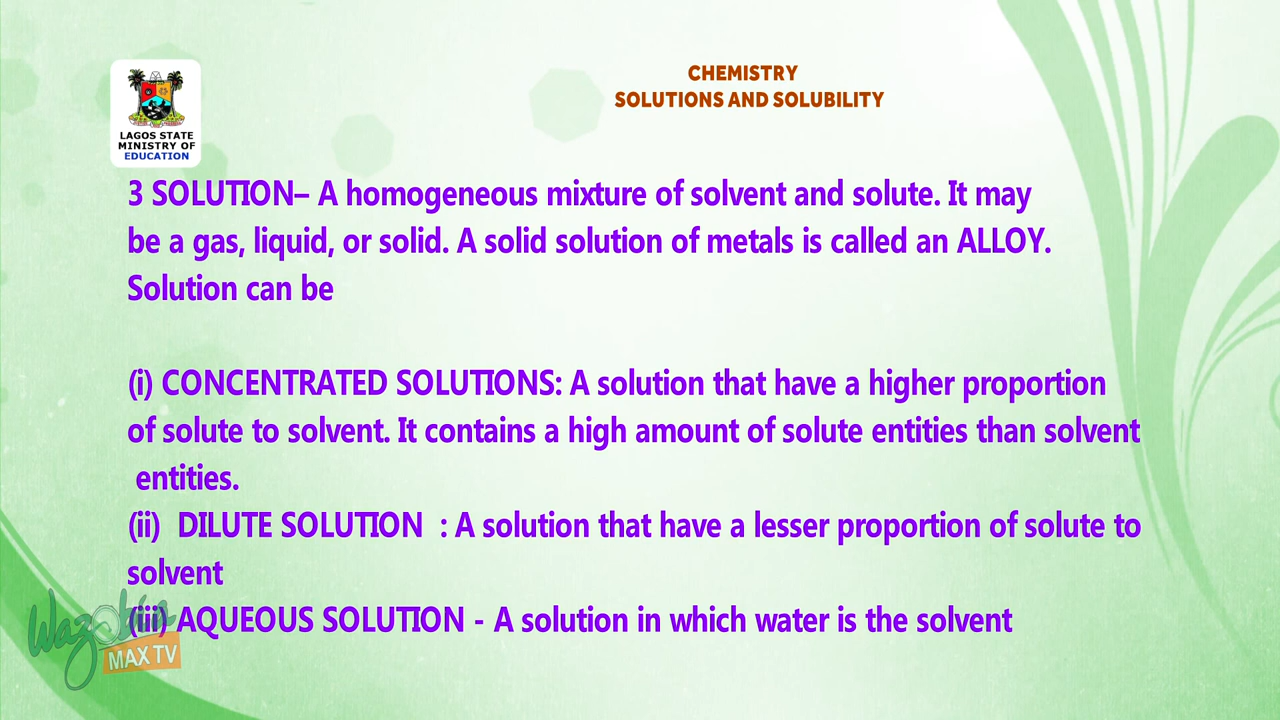 CHEMISTRY
SOLUTIONS AND SOLUBILITY
LAGOS STATE
MINISTRY OF
EDUCATION
3 SOLUTION– A homogeneous mixture of solvent and solute. It may
be a gas, liquid, or solid. A solid solution of metals is called an ALLOY.
Solution can be
(i) CONCENTRATED SOLUTIONS: A solution that have a higher proportion
of solute to solvent. It contains a high amount of solute entities than solvent
entities.
(ii) DILUTE SOLUTION : A solution that have a lesser proportion of solute to
solvent
(iii) AQUEOUS SOLUTION - A solution in which water is the solvent
Wazobia
MAX TV